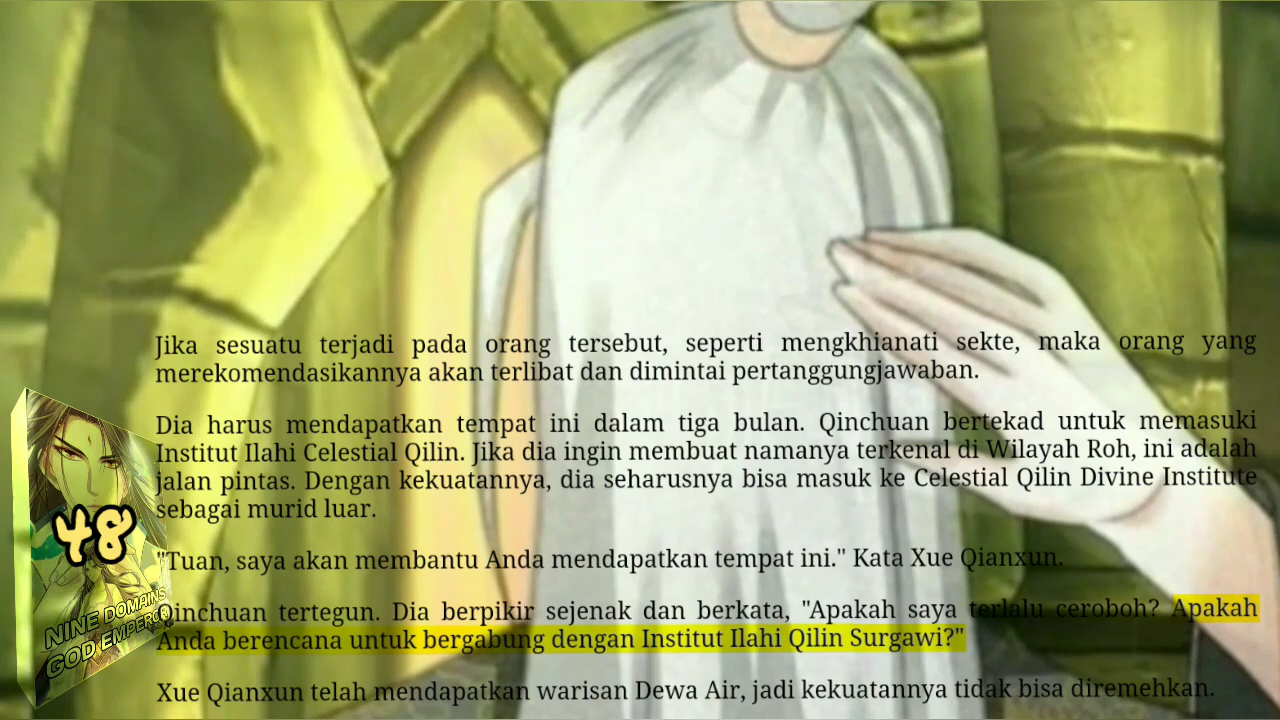 Jika sesuatu terjadi pada orang tersebut, seperti mengkhianati sekte, maka orang yang
merekomendasikannya akan terlibat dan dimintai pertanggungjawaban.
Dia harus mendapatkan tempat ini dalam tiga bulan. Qinchuan bertekad untuk memasuki
Institut Ilahi Celestial Qilin. Jika dia ingin membuat namanya terkenal di Wilayah Roh, ini adalah
jalan pintas. Dengan kekuatannya, dia seharusnya bisa masuk ke Celestial Qilin Divine Institute
sebagai murid luar.
"Tuan, saya akan membantu Anda mendapatkan tempat ini." Kata Xue Qianxun.
Qinchuan tertegun. Dia berpikir sejenak dan berkata, "Apakah saya terlalu ceroboh? Apakah
Anda berencana untuk bergabung dengan Institut Ilahi Qilin Surgawi?"
Xue Qianxun telah mendapatkan warisan Dewa Air, jadi kekuatannya tidak bisa diremehkan.
48
NINE DOMAINS
GOD EMPEROR